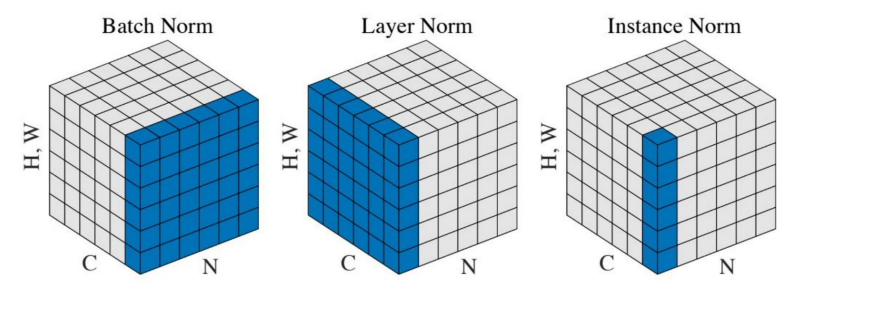 Batch Norm
Layer Norm
Instance Norm
H, W
C
N
H, W
C
N
H, W
C
N